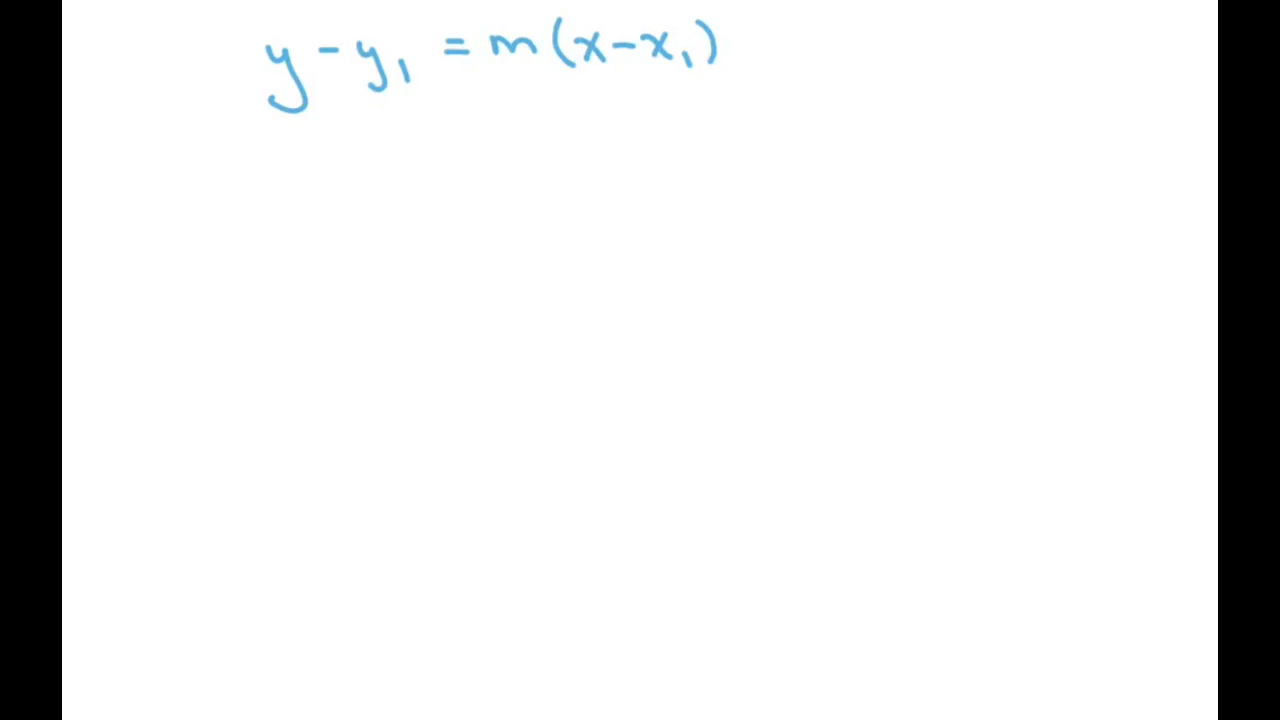 y - y₁ = m(x-x₁)